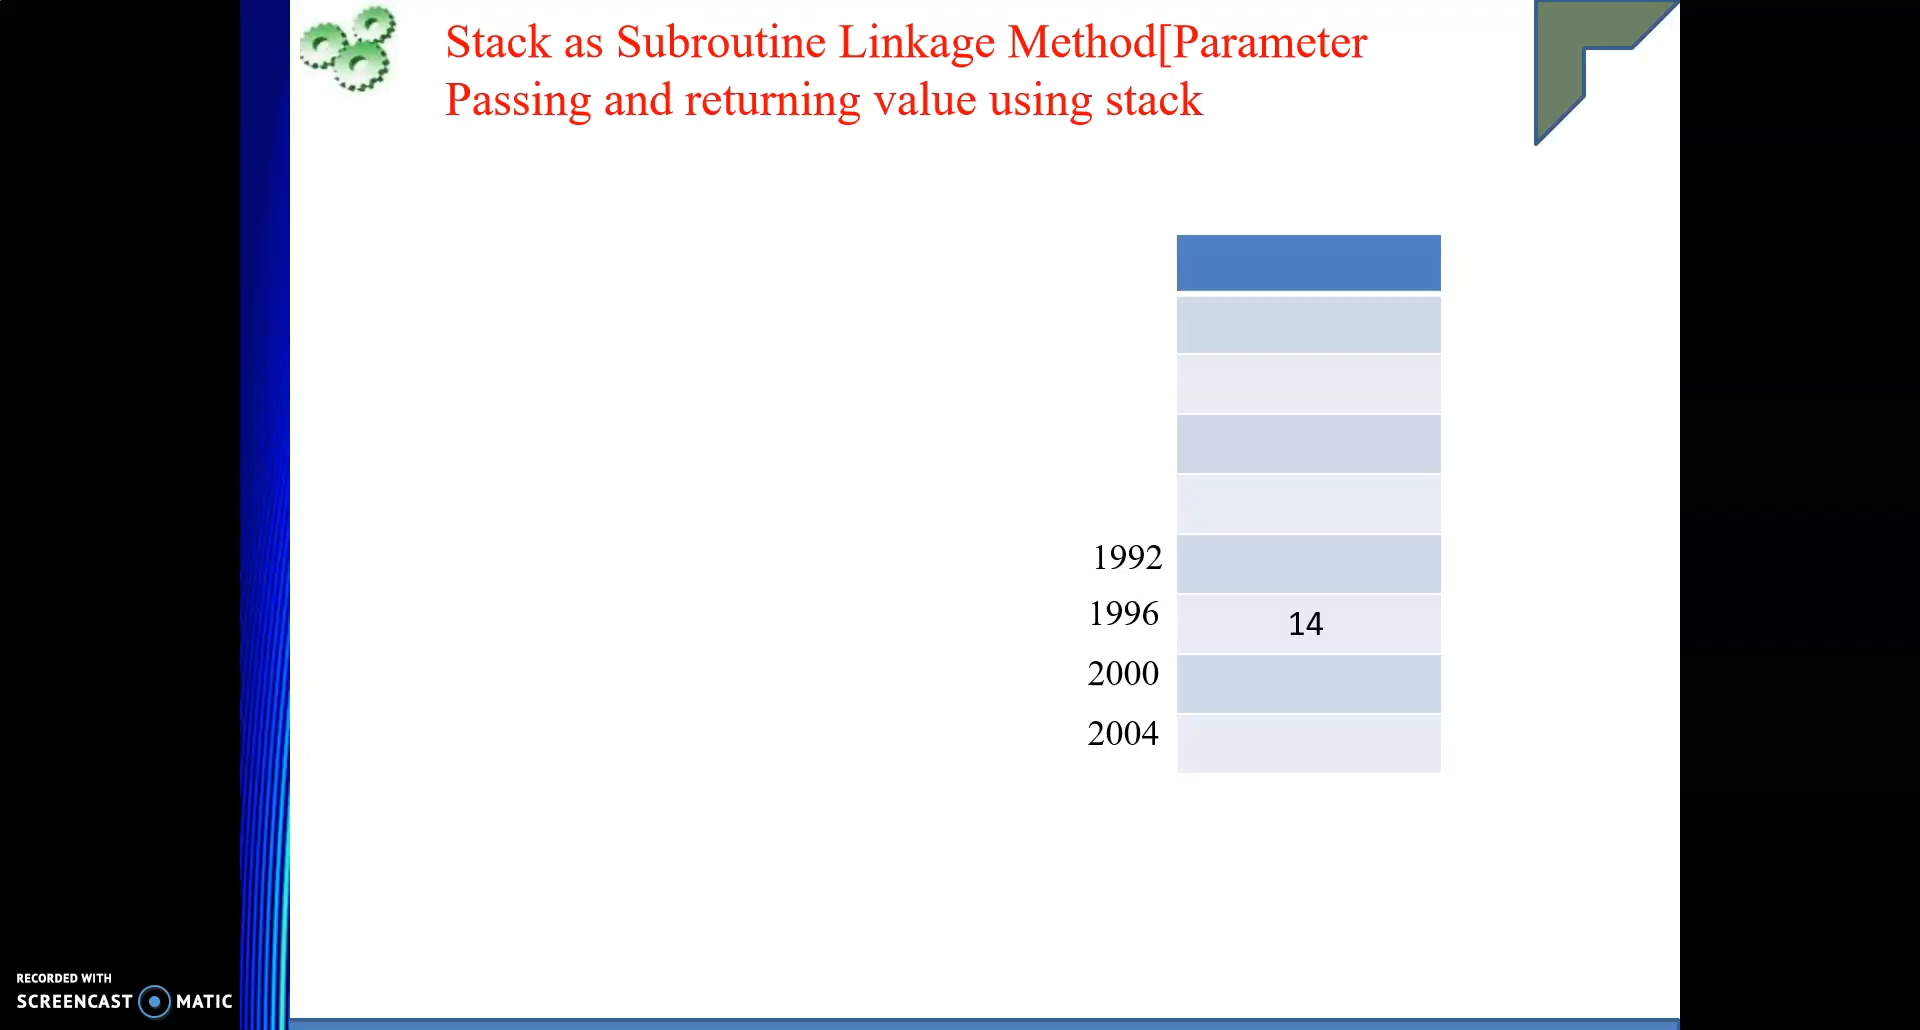 Stack as Subroutine Linkage Method[Parameter
Passing and returning value using stack
1992
1996 14
2000
2004
RECORDED WITH
SCREENCAST MATIC